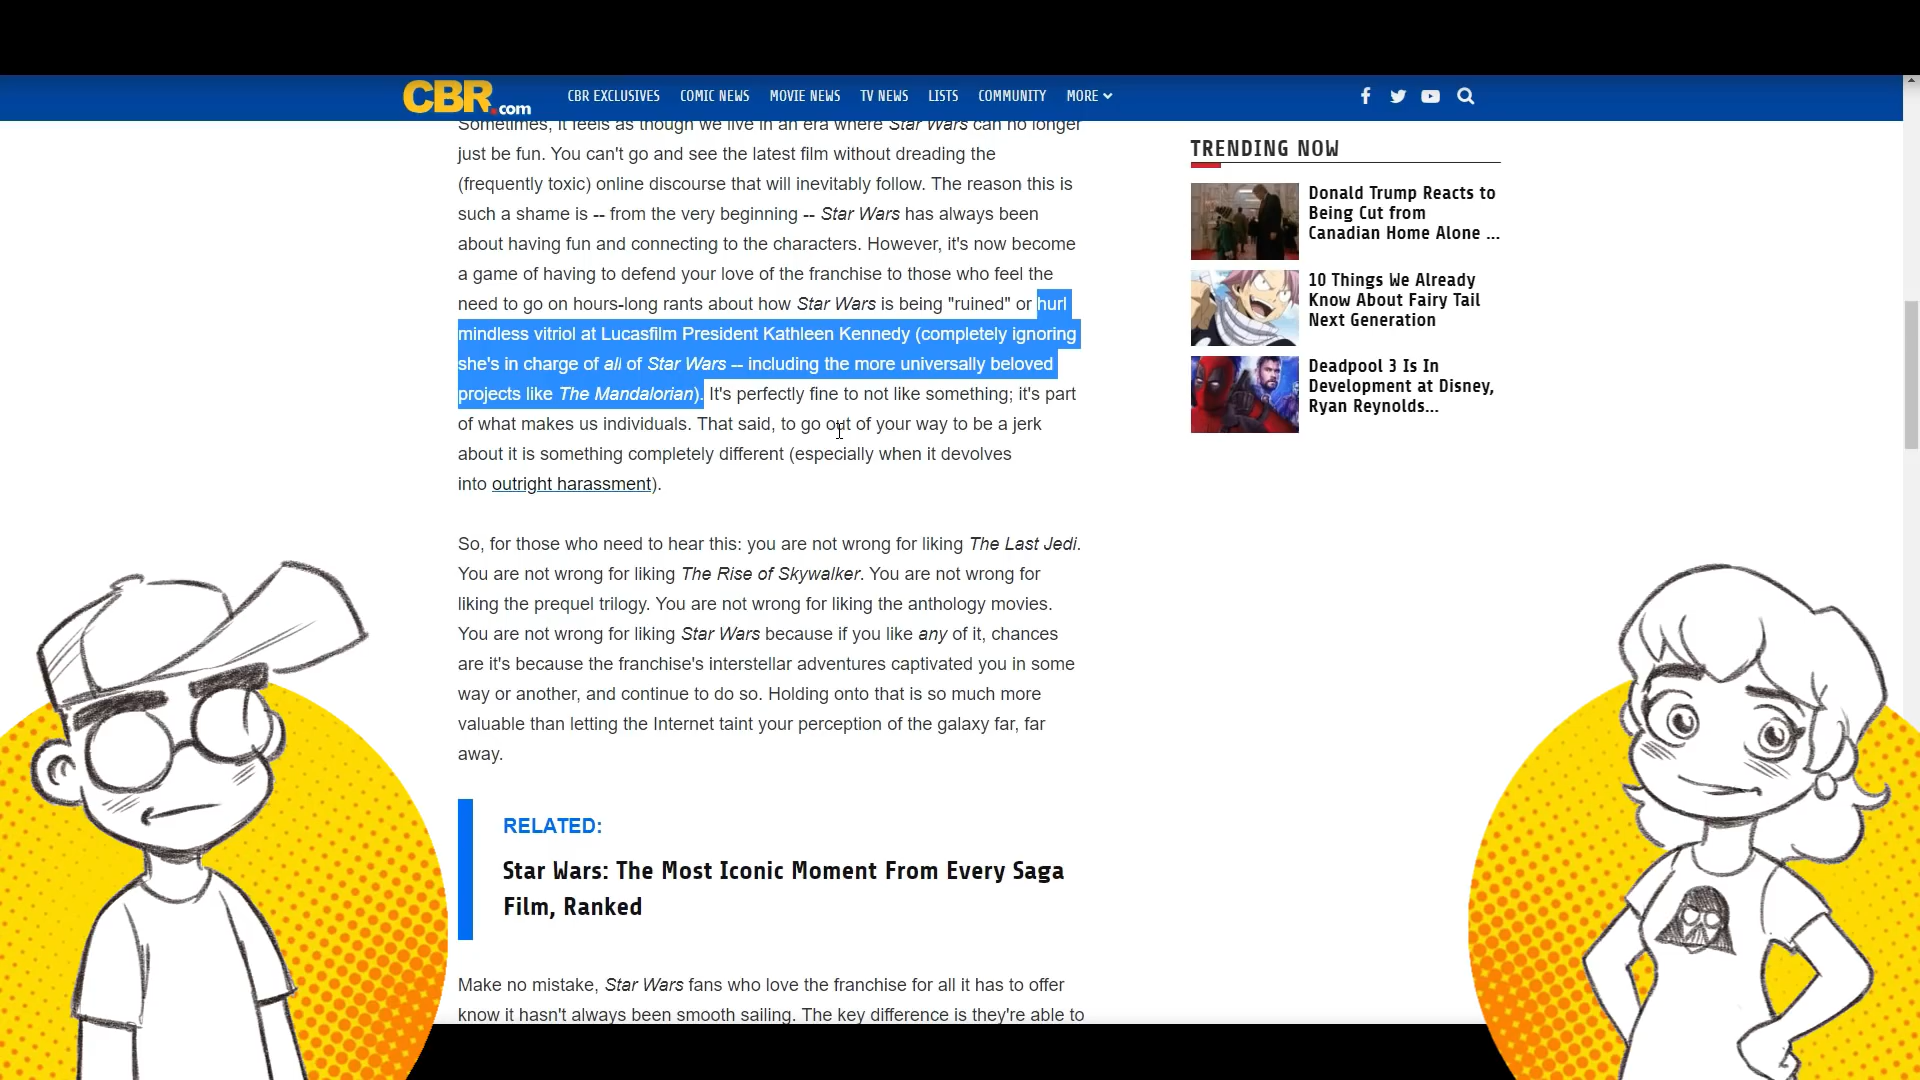 CBR.com
CBR EXCLUSIVES COMIC NEWS MOVIE NEWS TV NEWS LISTS COMMUNITY MORE
Sometimes, it feels as though we live in an era where Star Wars can no longer
just be fun. You can't go and see the latest film without dreading the
(frequently toxic) online discourse that will inevitably follow. The reason this is
such a shame is -- from the very beginning -- Star Wars has always been
about having fun and connecting to the characters. However, it's now become
a game of having to defend your love of the franchise to those who feel the
need to go on hours-long rants about how Star Wars is being "ruined" or hurl
mindless vitriol at Lucasfilm President Kathleen Kennedy (completely ignoring
she's in charge of all of Star Wars -- including the more universally beloved
projects like The Mandalorian). It's perfectly fine to not like something; it's part
of what makes us individuals. That said, to go out of your way to be a jerk
about it is something completely different (especially when it devolves
into outright harassment).
So, for those who need to hear this: you are not wrong for liking The Last Jedi.
You are not wrong for liking The Rise of Skywalker. You are not wrong for
liking the prequel trilogy. You are not wrong for liking the anthology movies.
You are not wrong for liking Star Wars because if you like any of it, chances
are it's because the franchise's interstellar adventures captivated you in some
way or another, and continue to do so. Holding onto that is so much more
valuable than letting the Internet taint your perception of the galaxy far, far
away.
RELATED:
Star Wars: The Most Iconic Moment From Every Saga
Film, Ranked
Make no mistake, Star Wars fans who love the franchise for all it has to offer
know it hasn't always been smooth sailing. The key difference is they're able to
TRENDING NOW
Donald Trump Reacts to
Being Cut from
Canadian Home Alone ...
10 Things We Already
Know About Fairy Tail
Next Generation
Deadpool 3 Is In
Development at Disney,
Ryan Reynolds...